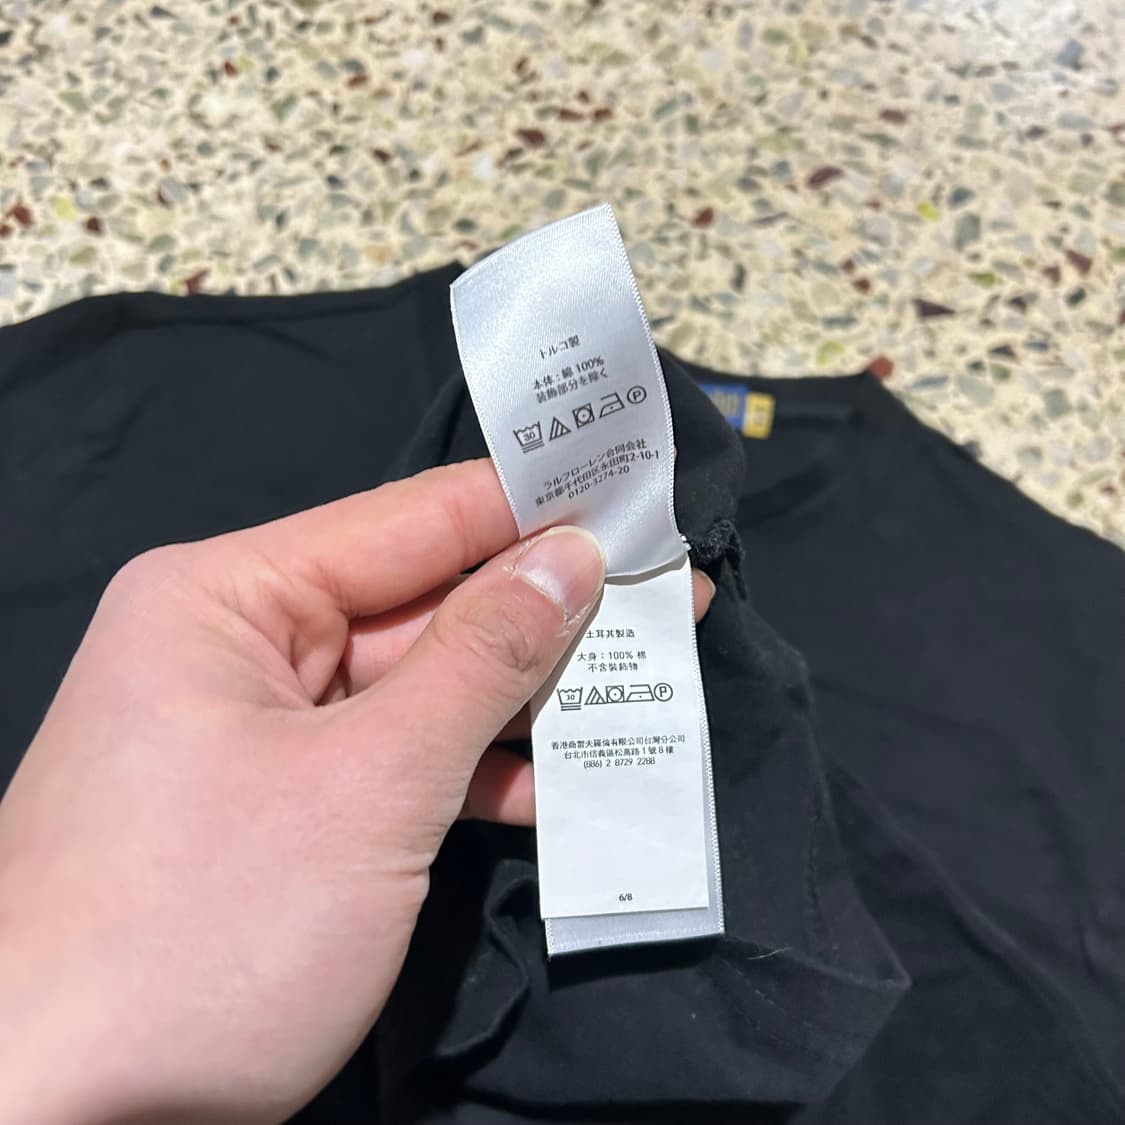 トルコ製
本体：綿 100%
装飾部分を除く
30
P
ラルフローレン合同会社
東京都千代田区永田町2-10-1
0120-3274-20
土耳其製造
大身：100% 棉
不含裝飾物
30
P
香港商雷夫羅倫有限公司台灣分公司
台北市信義區松高路1號8樓
(886) 2 8729 2288
6/8